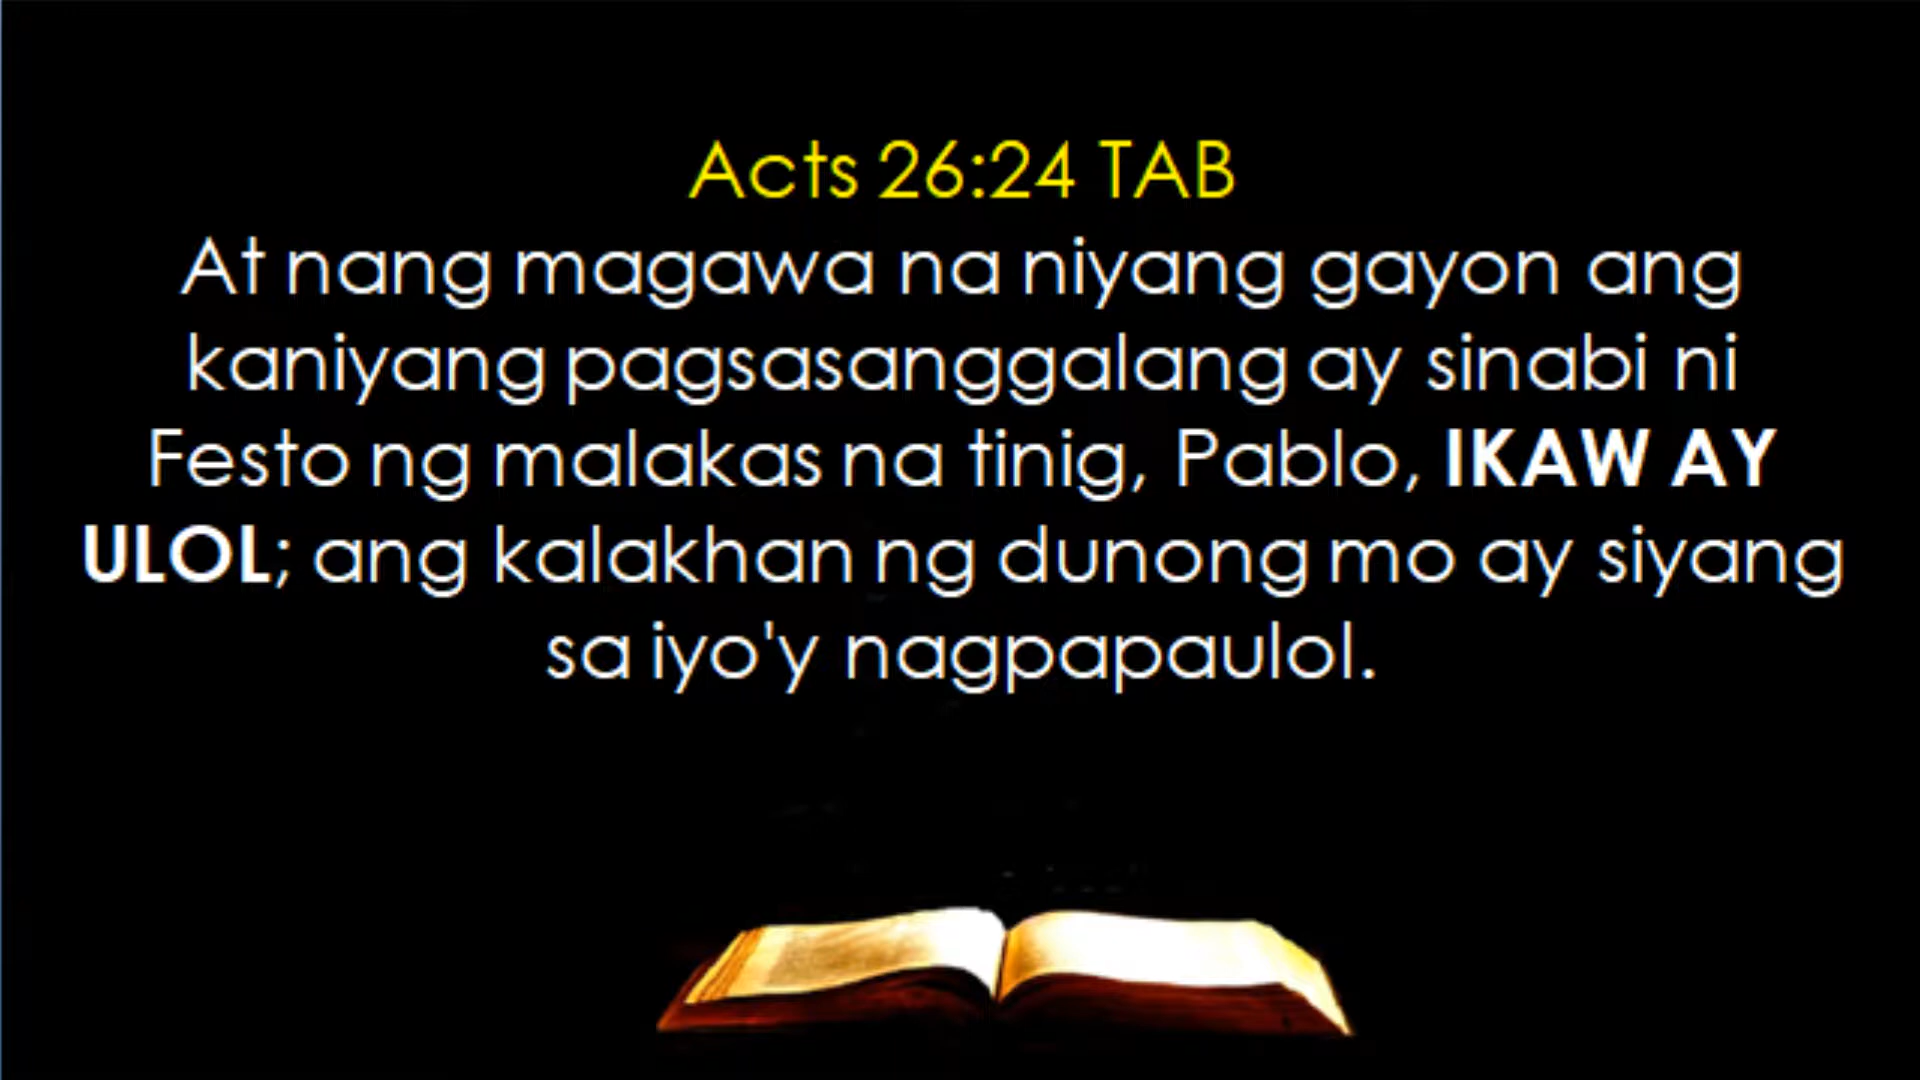 Acts 26:24 TAB
At nang magawa na niyang gayon ang
kaniyang pagsasanggalang ay sinabi ni
Festo ng malakas na tinig, Pablo, IKAW AY
ULOL; ang kalakhan ng dunong mo ay siyang
sa iyo'y nagpapaulol.